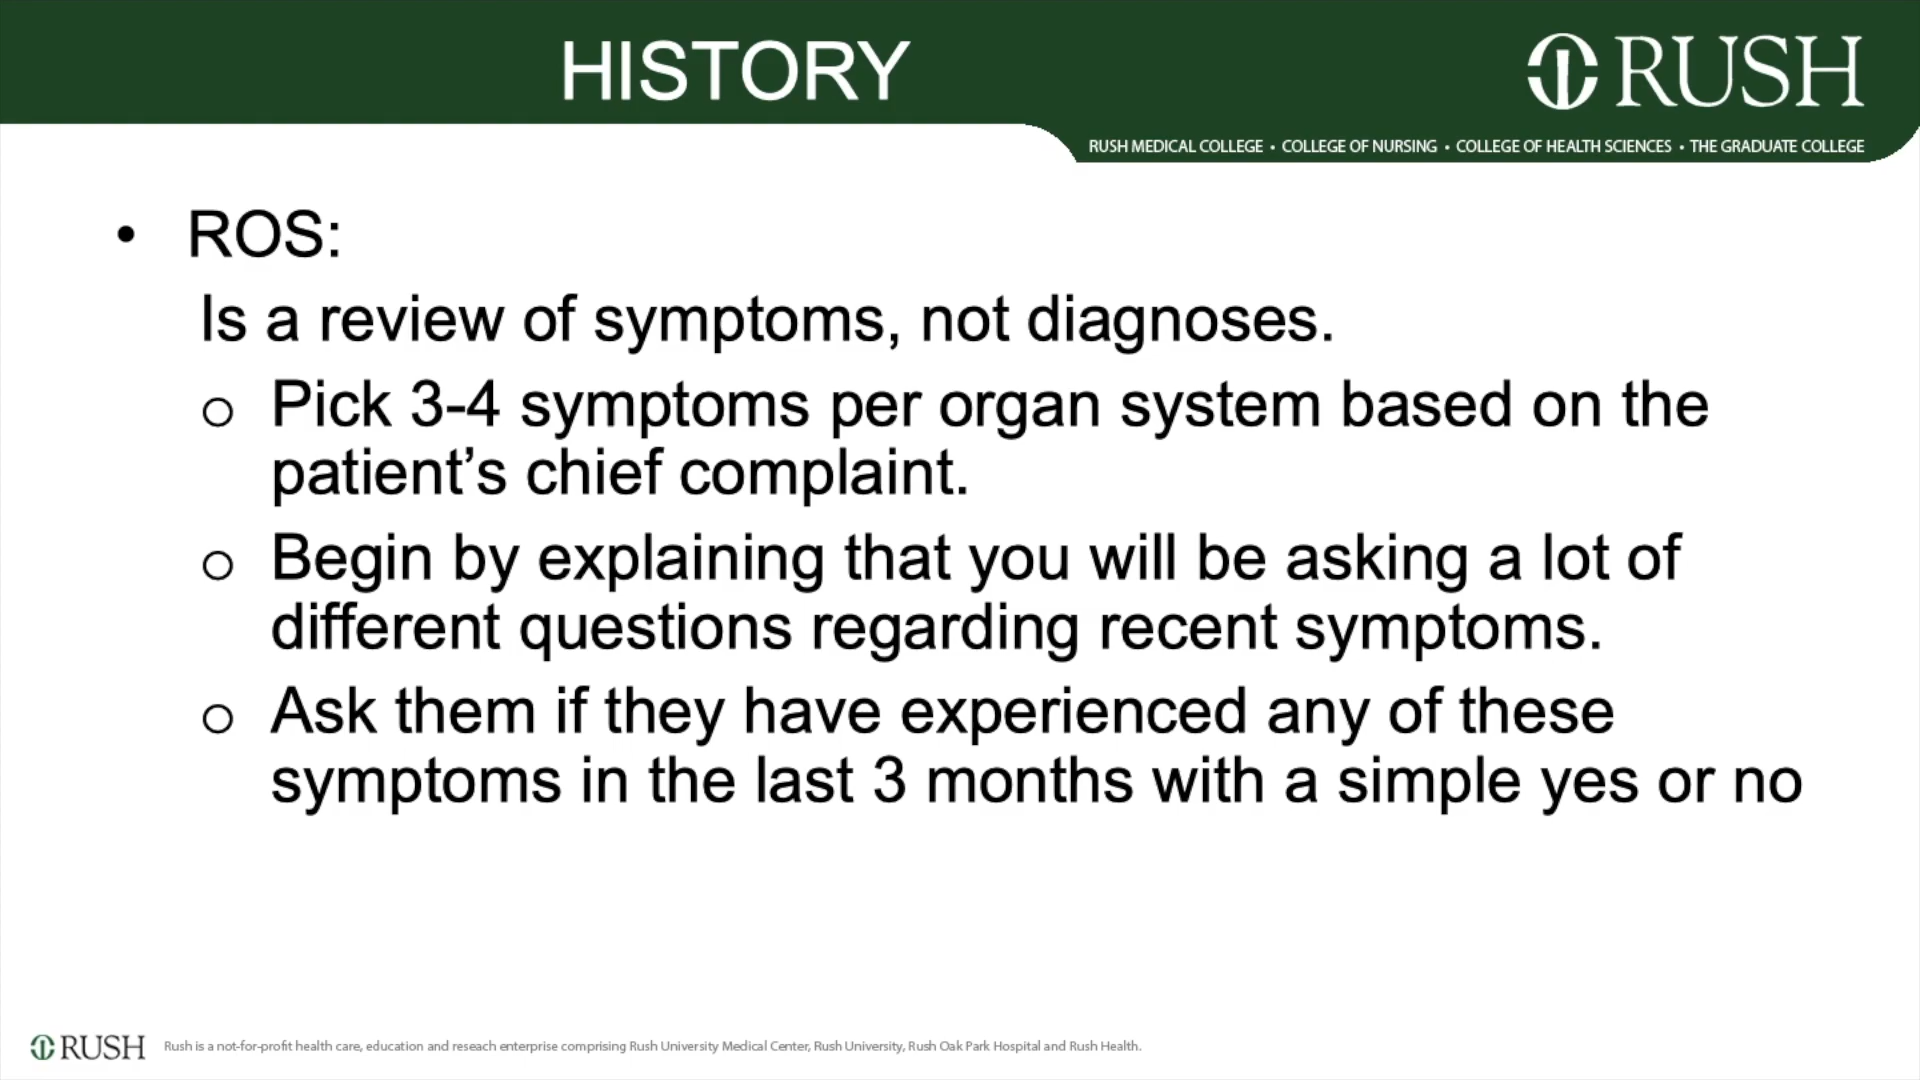 HISTORY
RUSH
RUSH MEDICAL COLLEGE • COLLEGE OF NURSING • COLLEGE OF HEALTH SCIENCES • THE GRADUATE COLLEGE
• ROS:
Is a review of symptoms, not diagnoses.
o Pick 3-4 symptoms per organ system based on the
patient’s chief complaint.
o Begin by explaining that you will be asking a lot of
different questions regarding recent symptoms.
o Ask them if they have experienced any of these
symptoms in the last 3 months with a simple yes or no
RUSH
Rush is a not-for-profit health care, education and reseach enterprise comprising Rush University Medical Center, Rush University, Rush Oak Park Hospital and Rush Health.